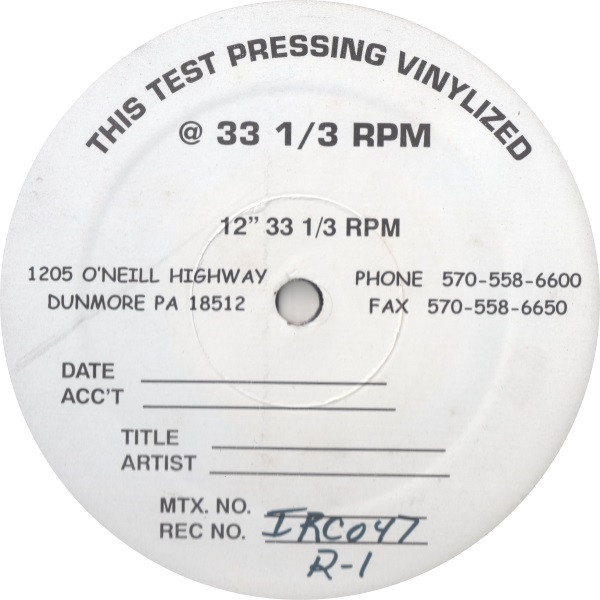 THIS TEST PRESSING VINYLIZED
@ 33 1/3 RPM
12" 33 1/3 RPM
1205 O'NEILL HIGHWAY
DUNMORE PA 18512
PHONE 570-558-6600
FAX 570-558-6650
DATE
ACC'T
TITLE
ARTIST
MTX. NO.
REC NO. IRC047
R-1